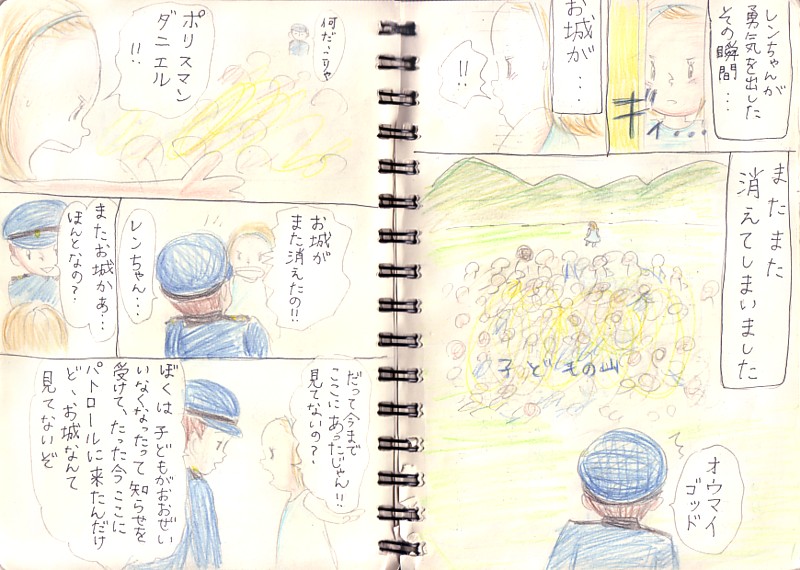 レンちゃんが
勇気を出した
その瞬間・・・
ギィ・・・
お城が・・・
!!
またまた
消えてしまいました
子どもの山
オウマイ
ゴッド
何だ、こりゃ
ポリスマン
ダニエル
!!
お城が
また消えたの!!
レンちゃん・・・
またお城かぁ・・・
ほんとなの？
だって今まで
ここにあったじゃん!!
見てないの？
ぼくは子どもがおおぜい
いなくなったって知らせを
受けて、たった今ここに
パトロールに来たんだけ
ど、お城なんて
見てないぞ